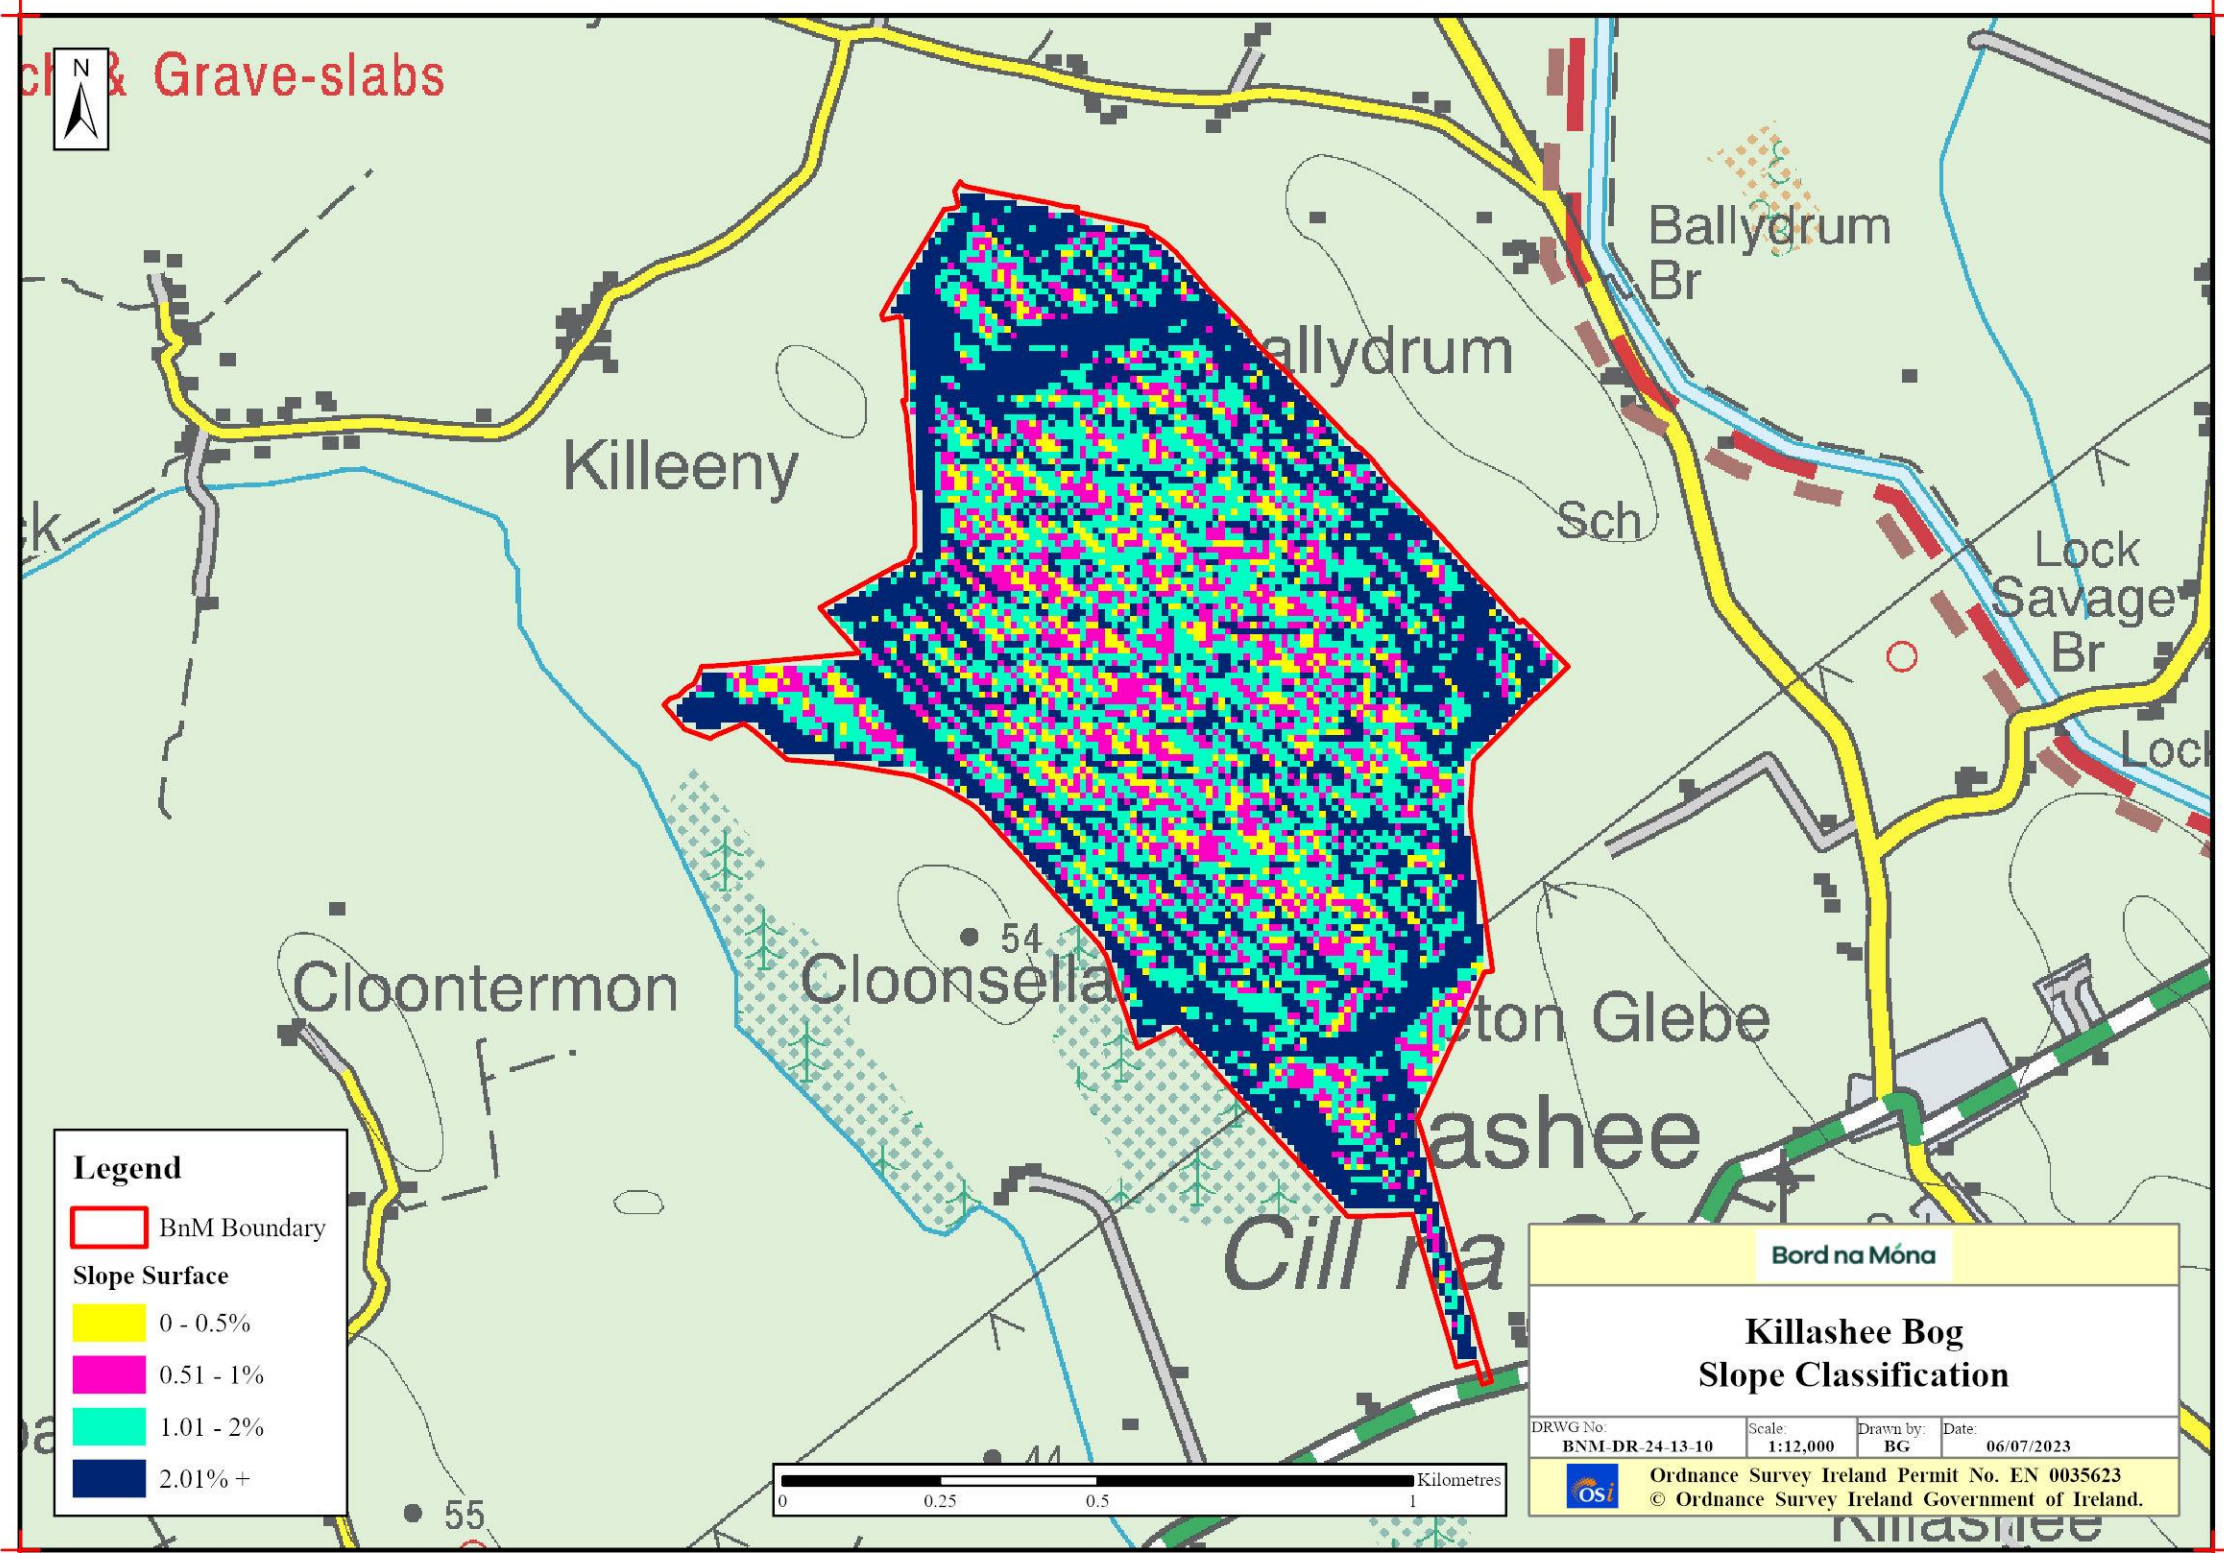 N
& Grave-slabs
Ballydrum
Br
allydrum
Killeeny
Sch
Lock
Savage
Br
Lock
54
Cloonsella
Cloontermon
ton Glebe
ashee
Cill na
44
55
Killashee
Legend
BnM Boundary
Slope Surface
0 - 0.5%
0.51 - 1%
1.01 - 2%
2.01% +
Kilometres
0 0.25 0.5 1
Bord na Móna
Killashee Bog
Slope Classification
DRWG No: Scale: Drawn by: Date:
BNM-DR-24-13-10 1:12,000 BG 06/07/2023
OSi
Ordnance Survey Ireland Permit No. EN 0035623
© Ordnance Survey Ireland Government of Ireland.